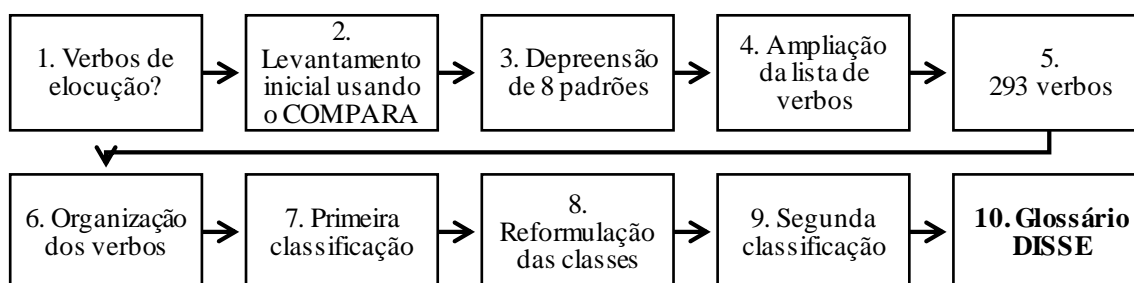 1. Verbos de
elocução?
2.
Levantamento
inicial usando
o COMPARA
3. Depreensão
de 8 padrões
4. Ampliação
da lista de
verbos
5.
293 verbos
6. Organização
dos verbos
7. Primeira
classificação
8.
Reformulação
das classes
9. Segunda
classificação
10. Glossário
DISSE